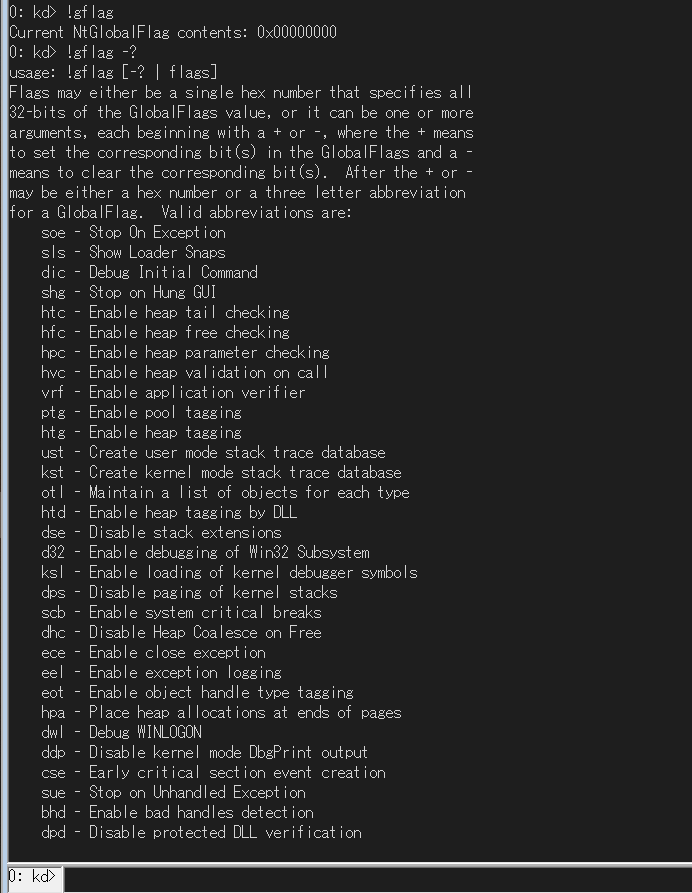 0: kd> !gflag
Current NtGlobalFlag contents: 0x00000000
0: kd> !gflag -?
usage: !gflag [-? | flags]
Flags may either be a single hex number that specifies all
32-bits of the GlobalFlags value, or it can be one or more
arguments, each beginning with a + or -, where the + means
to set the corresponding bit(s) in the GlobalFlags and a -
means to clear the corresponding bit(s).  After the + or -
may be either a hex number or a three letter abbreviation
for a GlobalFlag.  Valid abbreviations are:
    soe - Stop On Exception
    sls - Show Loader Snaps
    dic - Debug Initial Command
    shg - Stop on Hung GUI
    htc - Enable heap tail checking
    hfc - Enable heap free checking
    hpc - Enable heap parameter checking
    hvc - Enable heap validation on call
    vrf - Enable application verifier
    ptg - Enable pool tagging
    htg - Enable heap tagging
    ust - Create user mode stack trace database
    kst - Create kernel mode stack trace database
    otl - Maintain a list of objects for each type
    htd - Enable heap tagging by DLL
    dse - Disable stack extensions
    d32 - Enable debugging of Win32 Subsystem
    ksl - Enable loading of kernel debugger symbols
    dps - Disable paging of kernel stacks
    scb - Enable system critical breaks
    dhc - Disable Heap Coalesce on Free
    ece - Enable close exception
    eel - Enable exception logging
    eot - Enable object handle type tagging
    hpa - Place heap allocations at ends of pages
    dwl - Debug WINLOGON
    ddp - Disable kernel mode DbgPrint output
    cse - Early critical section event creation
    sue - Stop on Unhandled Exception
    bhd - Enable bad handles detection
    dpd - Disable protected DLL verification
0: kd>